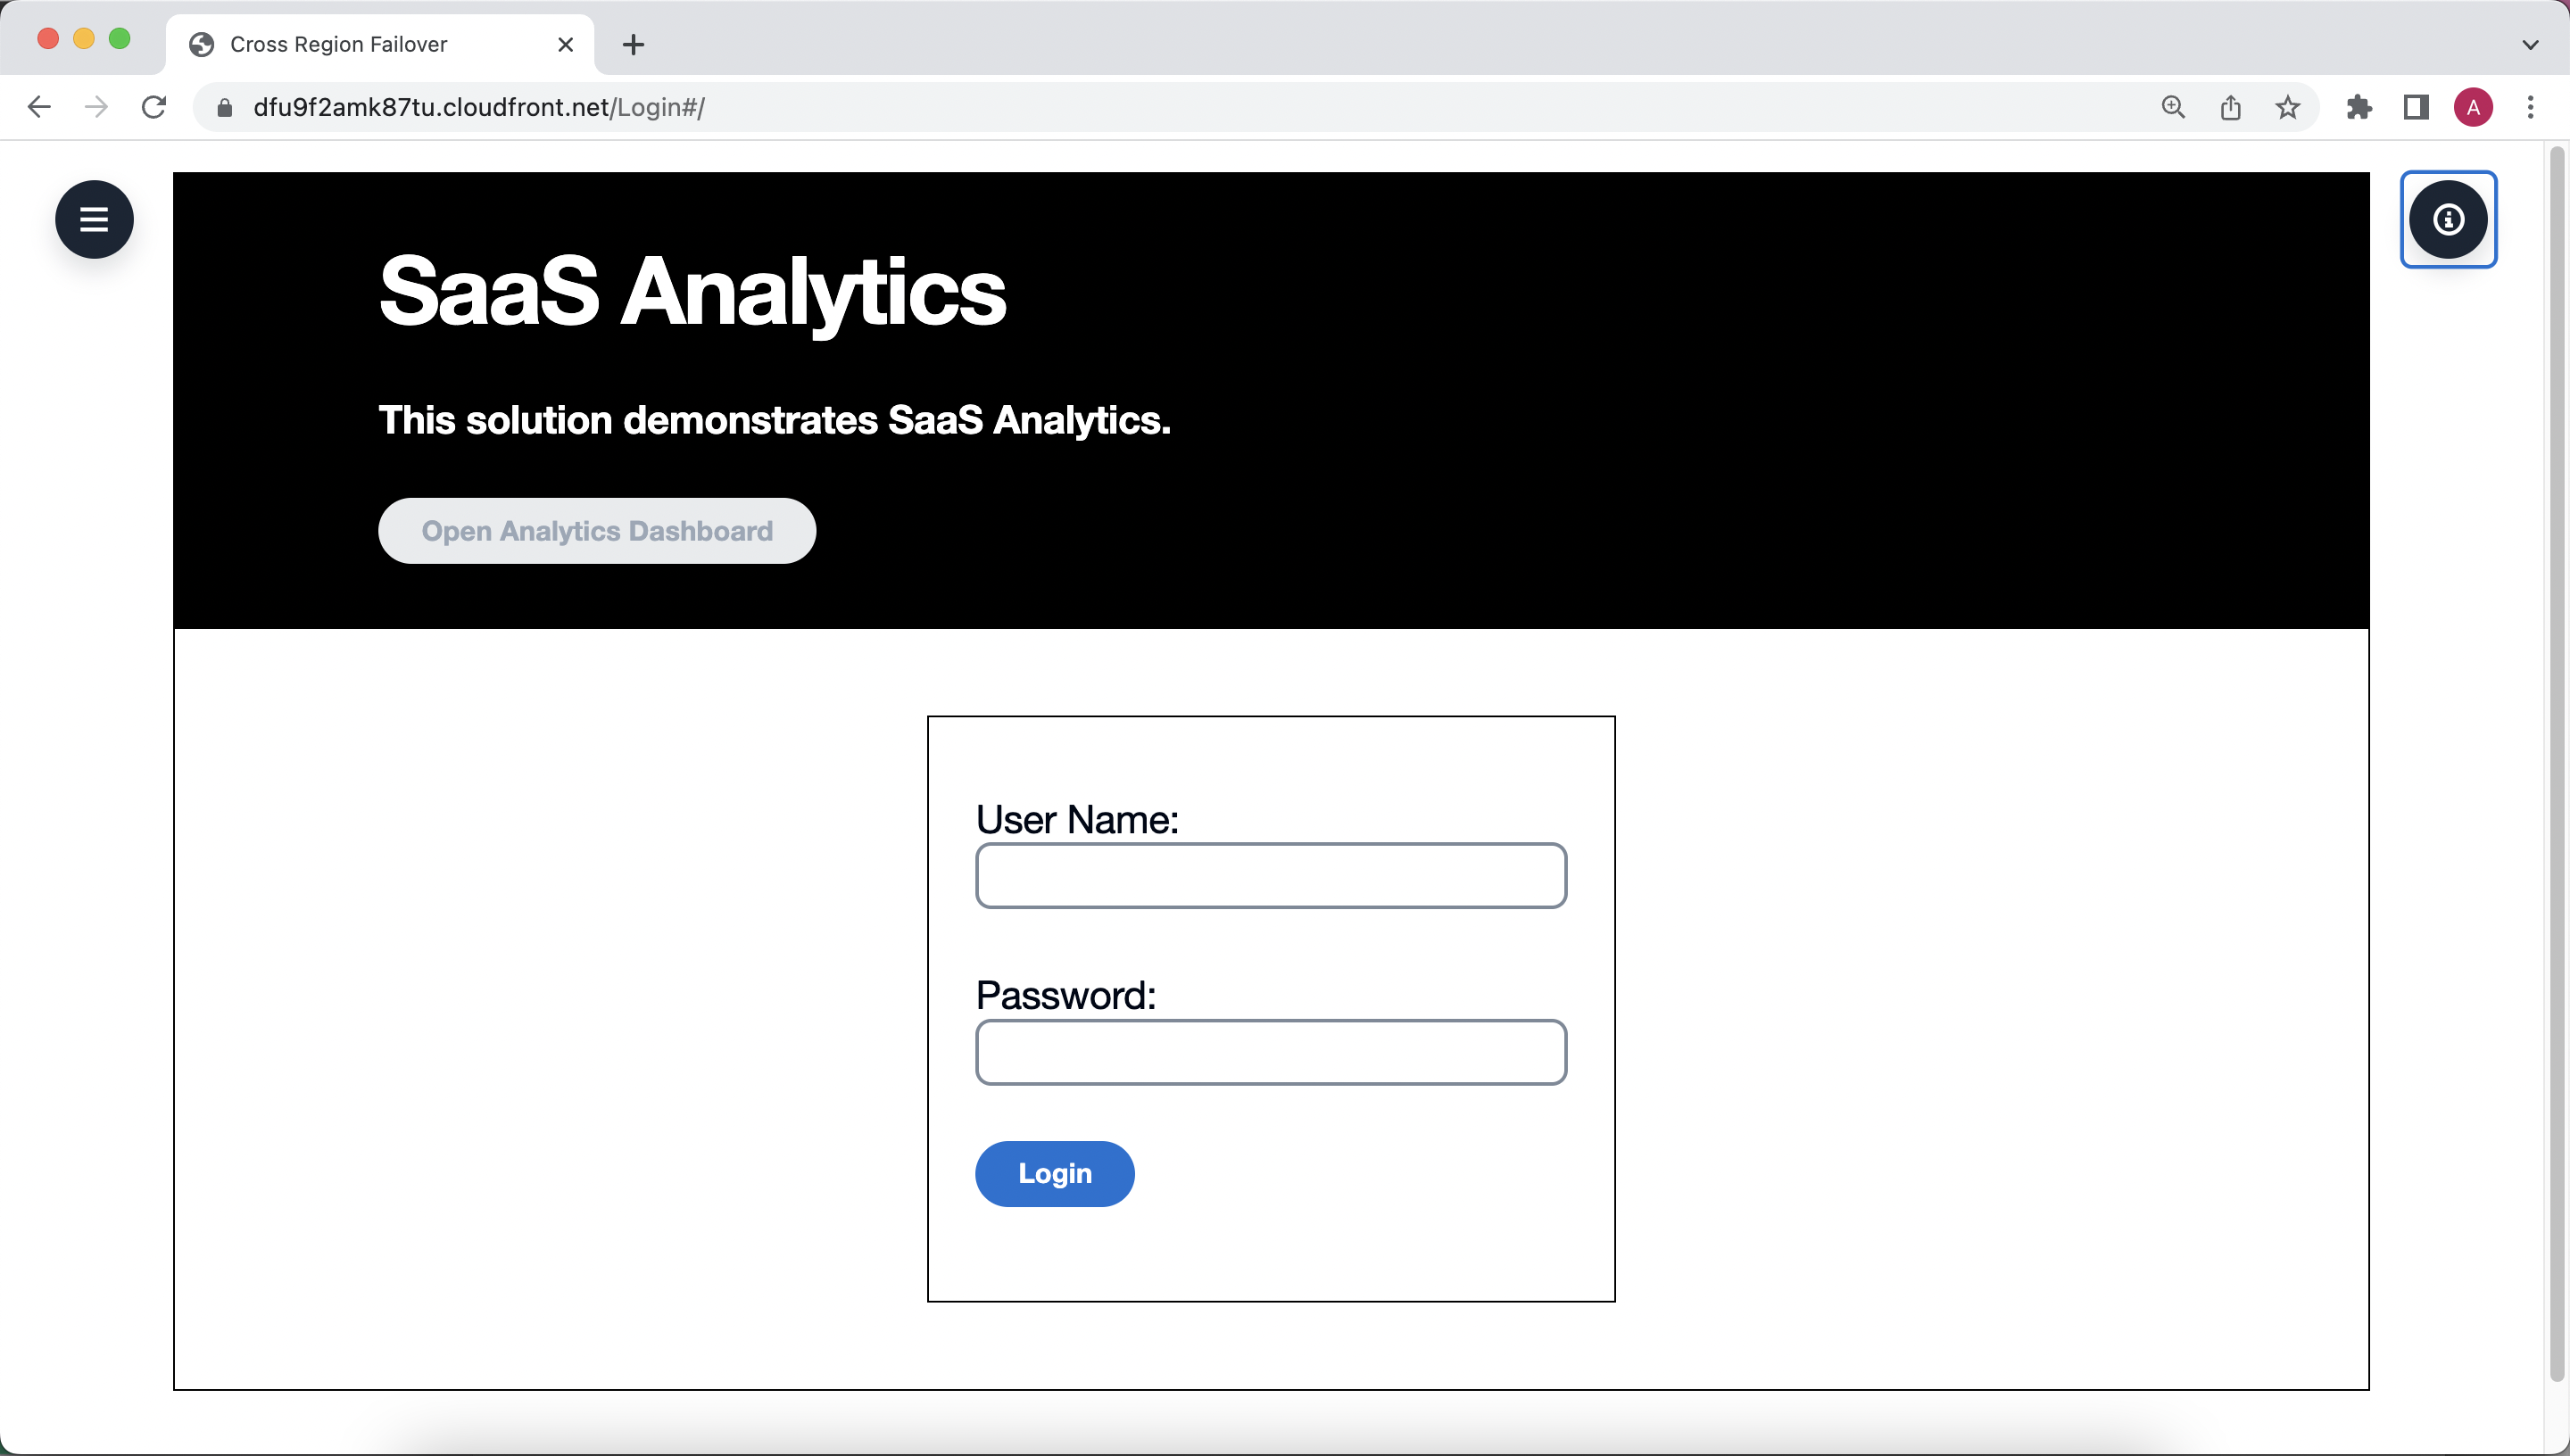 Cross Region Failover
dfu9f2amk87tu.cloudfront.net/Login#/
A
SaaS Analytics
This solution demonstrates SaaS Analytics.
Open Analytics Dashboard
User Name:
Password:
Login